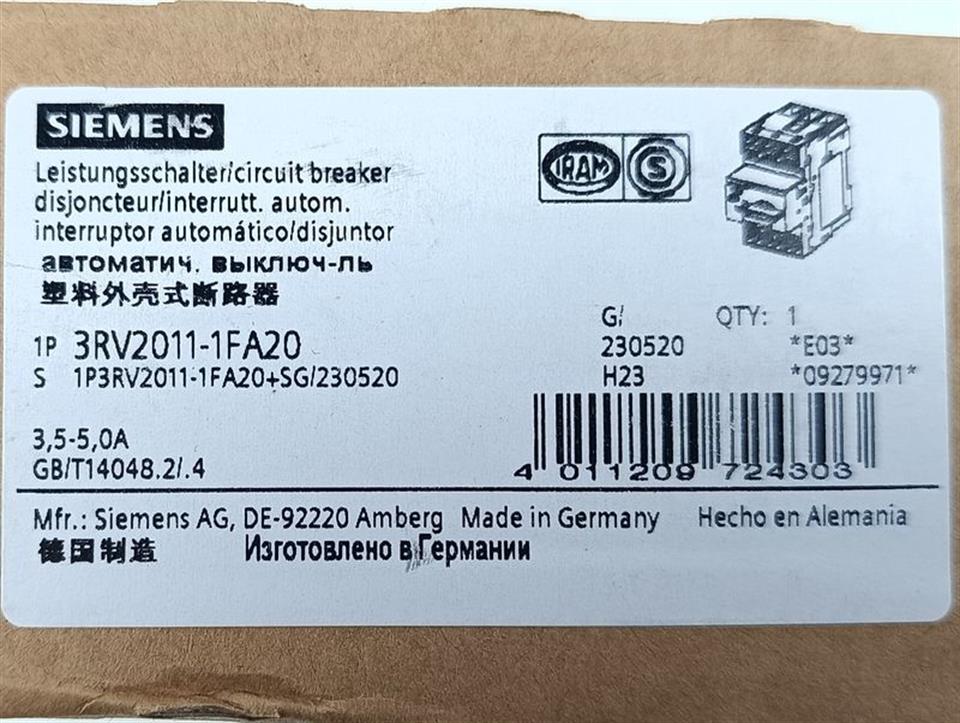 SIEMENS
Leistungsschalter/circuit breaker
disjoncteur/interrutt. autom.
interruptor automático/disjuntor
автоматич. выключ-ль
塑料外壳式断路器
IRAM S
1P 3RV2011-1FA20
S 1P3RV2011-1FA20+SG/230520
G/ QTY: 1
230520 *E03*
H23 *09279971*
3,5-5,0A
GB/T14048.2/.4
4 011209 724303
Mfr.: Siemens AG, DE-92220 Amberg Made in Germany Hecho en Alemania
德国制造 Изготовлено в Германии